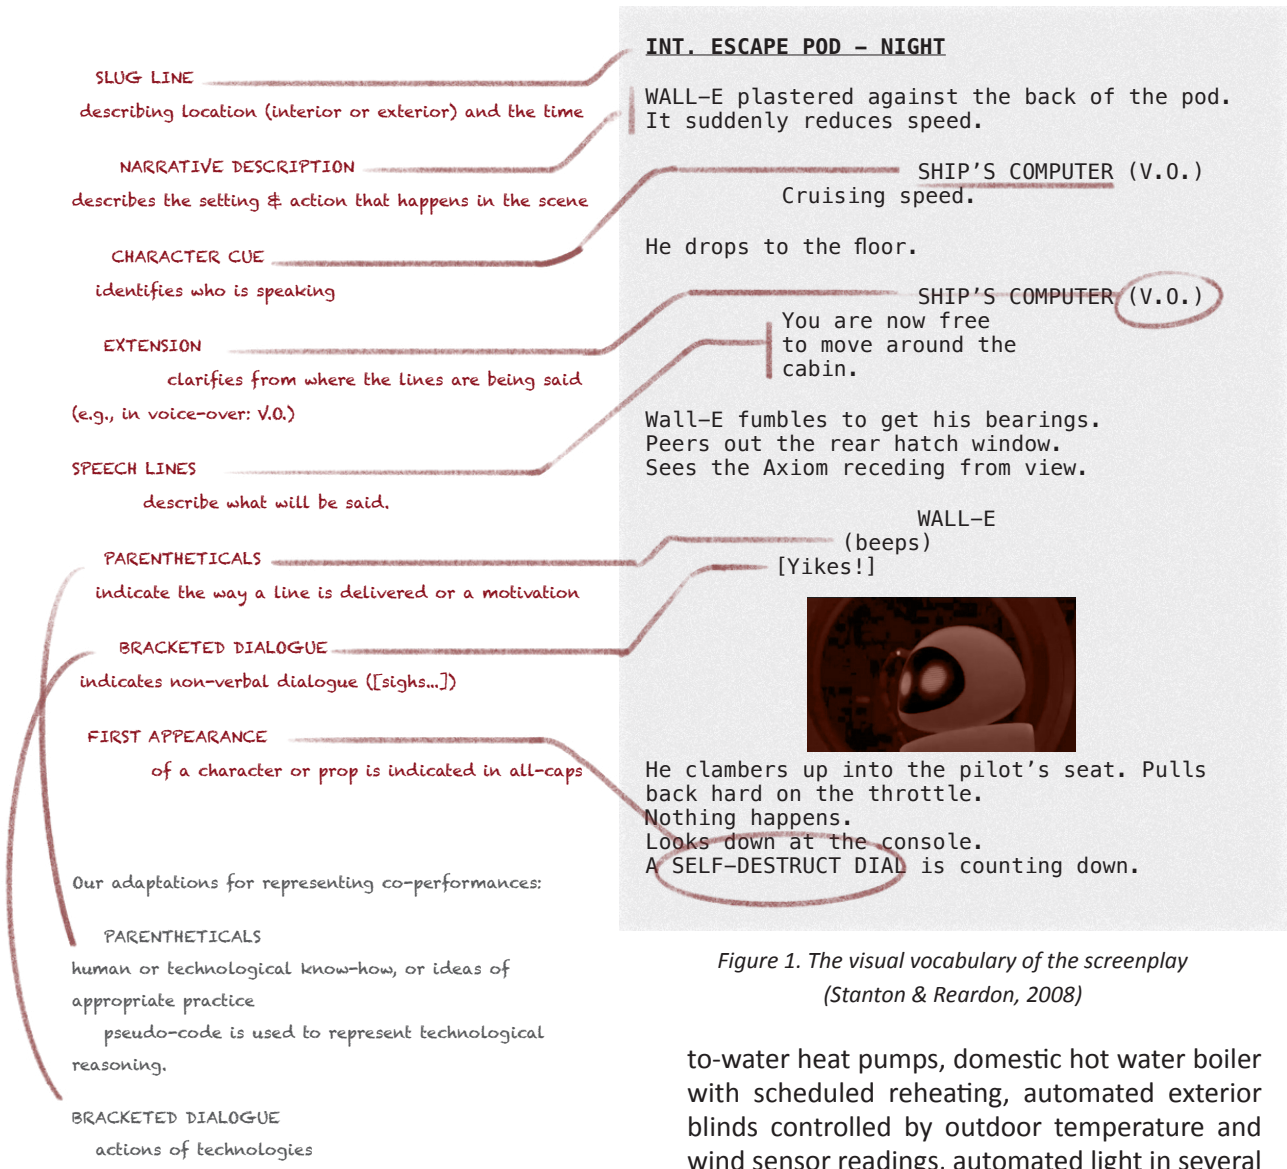 SLUG LINE
describing location (interior or exterior) and the time
NARRATIVE DESCRIPTION
describes the setting & action that happens in the scene
CHARACTER CUE
identifies who is speaking
EXTENSION
clarifies from where the lines are being said
(e.g., in voice-over: V.O.)
SPEECH LINES
describe what will be said.
PARENTHETICALS
indicate the way a line is delivered or a motivation
BRACKETED DIALOGUE
indicates non-verbal dialogue ([sighs...])
FIRST APPEARANCE
of a character or prop is indicated in all-caps
Our adaptations for representing co-performances:
PARENTHETICALS
human or technological know-how, or ideas of
appropriate practice
pseudo-code is used to represent technological
reasoning.
BRACKETED DIALOGUE
actions of technologies
INT. ESCAPE POD – NIGHT
WALL–E plastered against the back of the pod.
It suddenly reduces speed.
SHIP'S COMPUTER (V.O.)
Cruising speed.
He drops to the floor.
SHIP'S COMPUTER (V.O.)
You are now free
to move around the
cabin.
Wall–E fumbles to get his bearings.
Peers out the rear hatch window.
Sees the Axiom receding from view.
WALL–E
(beeps)
[Yikes!]
He clambers up into the pilot's seat. Pulls
back hard on the throttle.
Nothing happens.
Looks down at the console.
A SELF–DESTRUCT DIAL is counting down.
Figure 1. The visual vocabulary of the screenplay
(Stanton & Reardon, 2008)
to-water heat pumps, domestic hot water boiler
with scheduled reheating, automated exterior
blinds controlled by outdoor temperature and
wind sensor readings, automated light in several